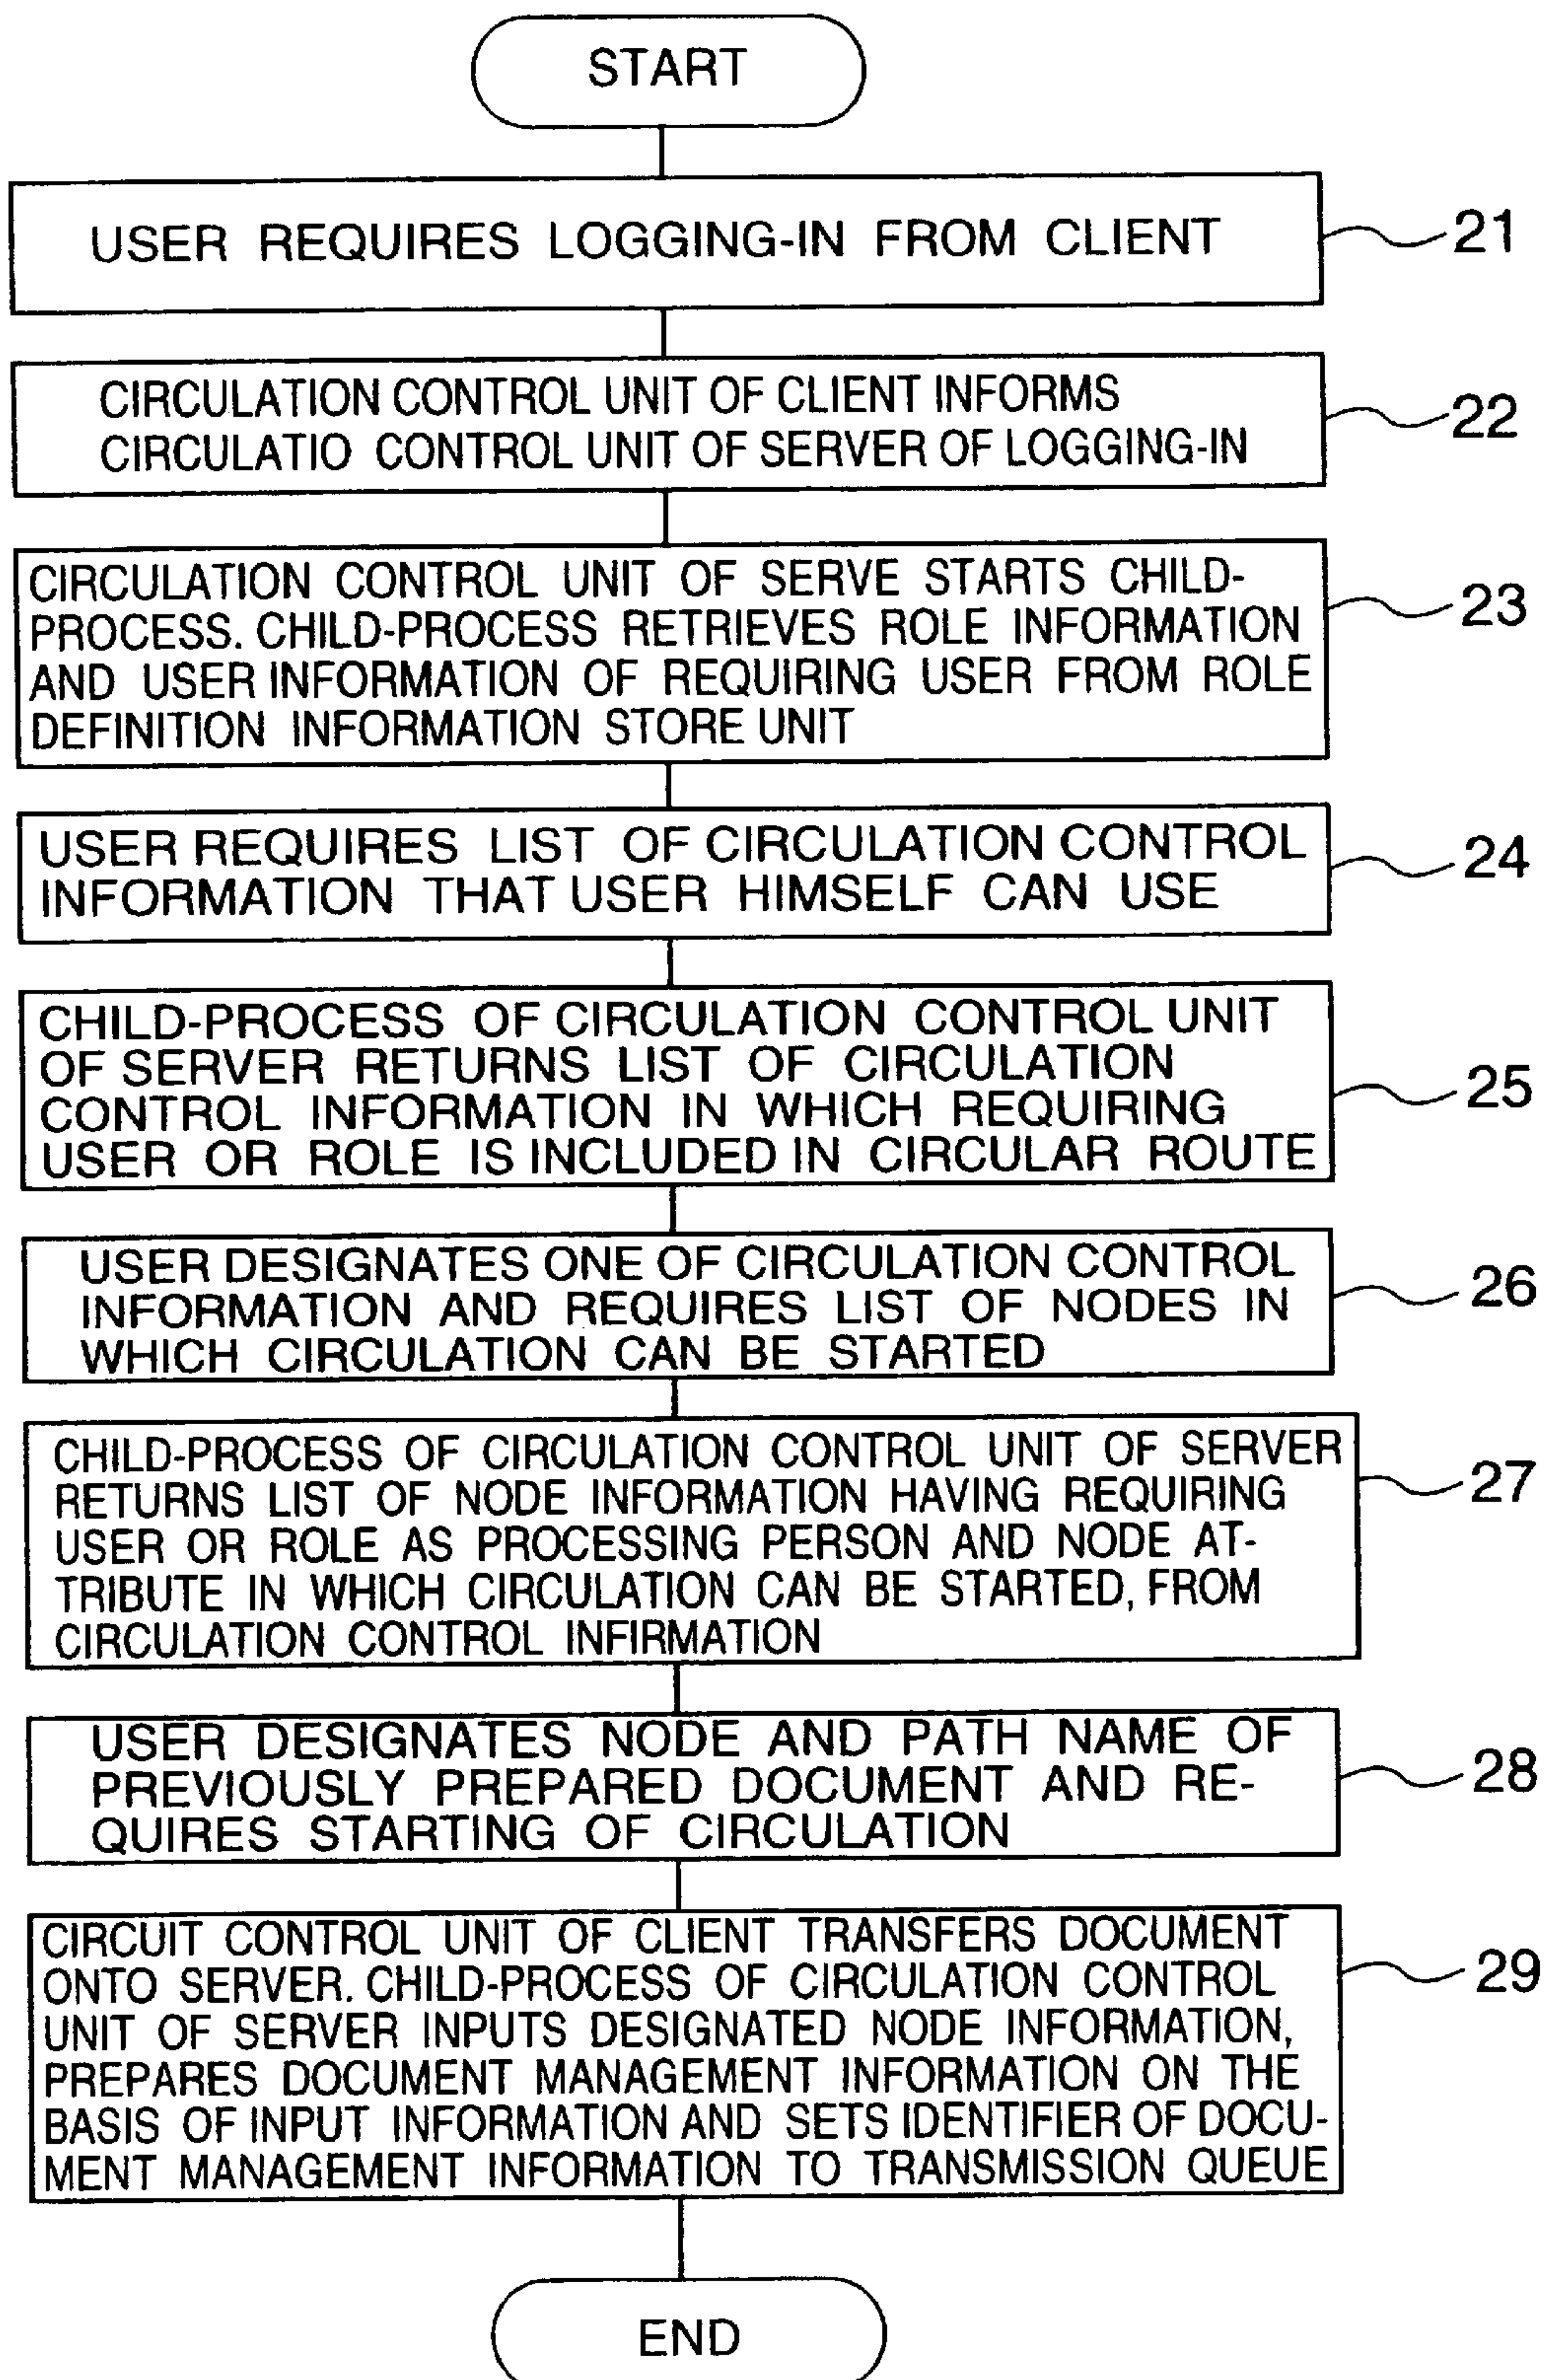 START
USER REQUIRES LOGGING-IN FROM CLIENT
21
CIRCULATION CONTROL UNIT OF CLIENT INFORMS
CIRCULATIO CONTROL UNIT OF SERVER OF LOGGING-IN
22
CIRCULATION CONTROL UNIT OF SERVE STARTS CHILD-
PROCESS. CHILD-PROCESS RETRIEVES ROLE INFORMATION
AND USER INFORMATION OF REQUIRING USER FROM ROLE
DEFINITION INFORMATION STORE UNIT
23
USER REQUIRES LIST OF CIRCULATION CONTROL
INFORMATION THAT USER HIMSELF CAN USE
24
CHILD-PROCESS OF CIRCULATION CONTROL UNIT
OF SERVER RETURNS LIST OF CIRCULATION
CONTROL INFORMATION IN WHICH REQUIRING
USER OR ROLE IS INCLUDED IN CIRCULAR ROUTE
25
USER DESIGNATES ONE OF CIRCULATION CONTROL
INFORMATION AND REQUIRES LIST OF NODES IN
WHICH CIRCULATION CAN BE STARTED
26
CHILD-PROCESS OF CIRCULATION CONTROL UNIT OF SERVER
RETURNS LIST OF NODE INFORMATION HAVING REQUIRING
USER OR ROLE AS PROCESSING PERSON AND NODE AT-
TRIBUTE IN WHICH CIRCULATION CAN BE STARTED, FROM
CIRCULATION CONTROL INFIRMATION
27
USER DESIGNATES NODE AND PATH NAME OF
PREVIOUSLY PREPARED DOCUMENT AND RE-
QUIRES STARTING OF CIRCULATION
28
CIRCUIT CONTROL UNIT OF CLIENT TRANSFERS DOCUMENT
ONTO SERVER. CHILD-PROCESS OF CIRCULATION CONTROL
UNIT OF SERVER INPUTS DESIGNATED NODE INFORMATION,
PREPARES DOCUMENT MANAGEMENT INFORMATION ON THE
BASIS OF INPUT INFORMATION AND SETS IDENTIFIER OF DOCU-
MENT MANAGEMENT INFORMATION TO TRANSMISSION QUEUE
29
END